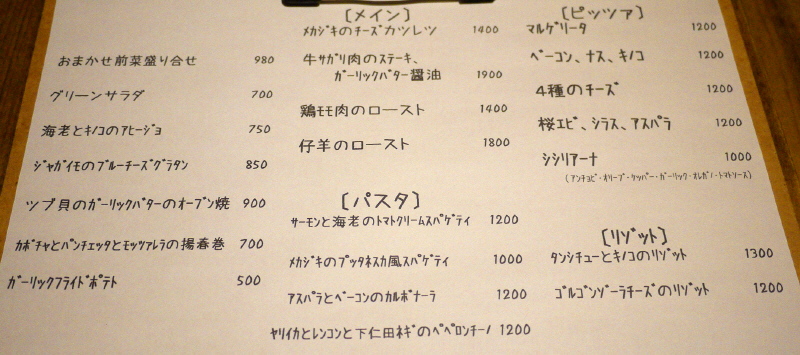 おまかせ前菜盛り合せ 980
グリーンサラダ 700
海老とｷﾉｺのｱﾋｰｼﾞｮ 750
ｼﾞｬｶﾞｲﾓのﾌﾞﾙｰﾁｰｽﾞｸﾞﾗﾀﾝ 850
ツブ貝のｶﾞｰﾘｯｸﾊﾞﾀｰのオーブン焼 900
ｶﾎﾞﾁｬとﾊﾟﾝﾁｪｯﾀとﾓｯﾂｧﾚﾗの揚春巻 700
ｶﾞｰﾘｯｸﾌﾗｲﾄﾞﾎﾟﾃﾄ 500
〔メイン〕
ﾒｶｼﾞｷのﾁｰｽﾞカツレツ 1400
牛サガリ肉のステーキ、
ｶﾞｰﾘｯｸﾊﾞﾀｰ醤油 1900
鶏ﾓﾓ肉のロースト 1400
仔羊のロースト 1800
〔パスタ〕
ｻｰﾓﾝと海老のﾄﾏﾄｸﾘｰﾑｽﾊﾟｹﾞﾃｨ 1200
ﾒｶｼﾞｷのﾌﾟｯﾀﾈｽｶ風ｽﾊﾟｹﾞﾃｨ 1000
ｱｽﾊﾟﾗとﾍﾞｰｺﾝのｶﾙﾎﾞﾅｰﾗ 1200
ﾔﾘｲｶとﾚﾝｺﾝと下仁田ﾈｷﾞのﾍﾟﾍﾟﾛﾝﾁｰﾉ 1200
〔ピッツァ〕
ﾏﾙｹﾞﾘｰﾀ 1200
ﾍﾞｰｺﾝ、ﾅｽ、ｷﾉｺ 1200
4種のﾁｰｽﾞ 1200
桜ｴﾋﾞ、ｼﾗｽ、ｱｽﾊﾟﾗ 1200
ｼｼﾘｱｰﾅ 1000
(ｱﾝﾁｮﾋﾞ･ｵﾘｰﾌﾞ･ｹｯﾊﾟｰ･ｶﾞｰﾘｯｸ･ｵﾚｶﾞﾉ･ﾄﾏﾄｿｰｽ)
〔ﾘｿﾞｯﾄ〕
ﾀﾝｼﾁｭｰとｷﾉｺのﾘｿﾞｯﾄ 1300
ｺﾞﾙｺﾞﾝｿﾞｰﾗﾁｰｽﾞのﾘｿﾞｯﾄ 1200